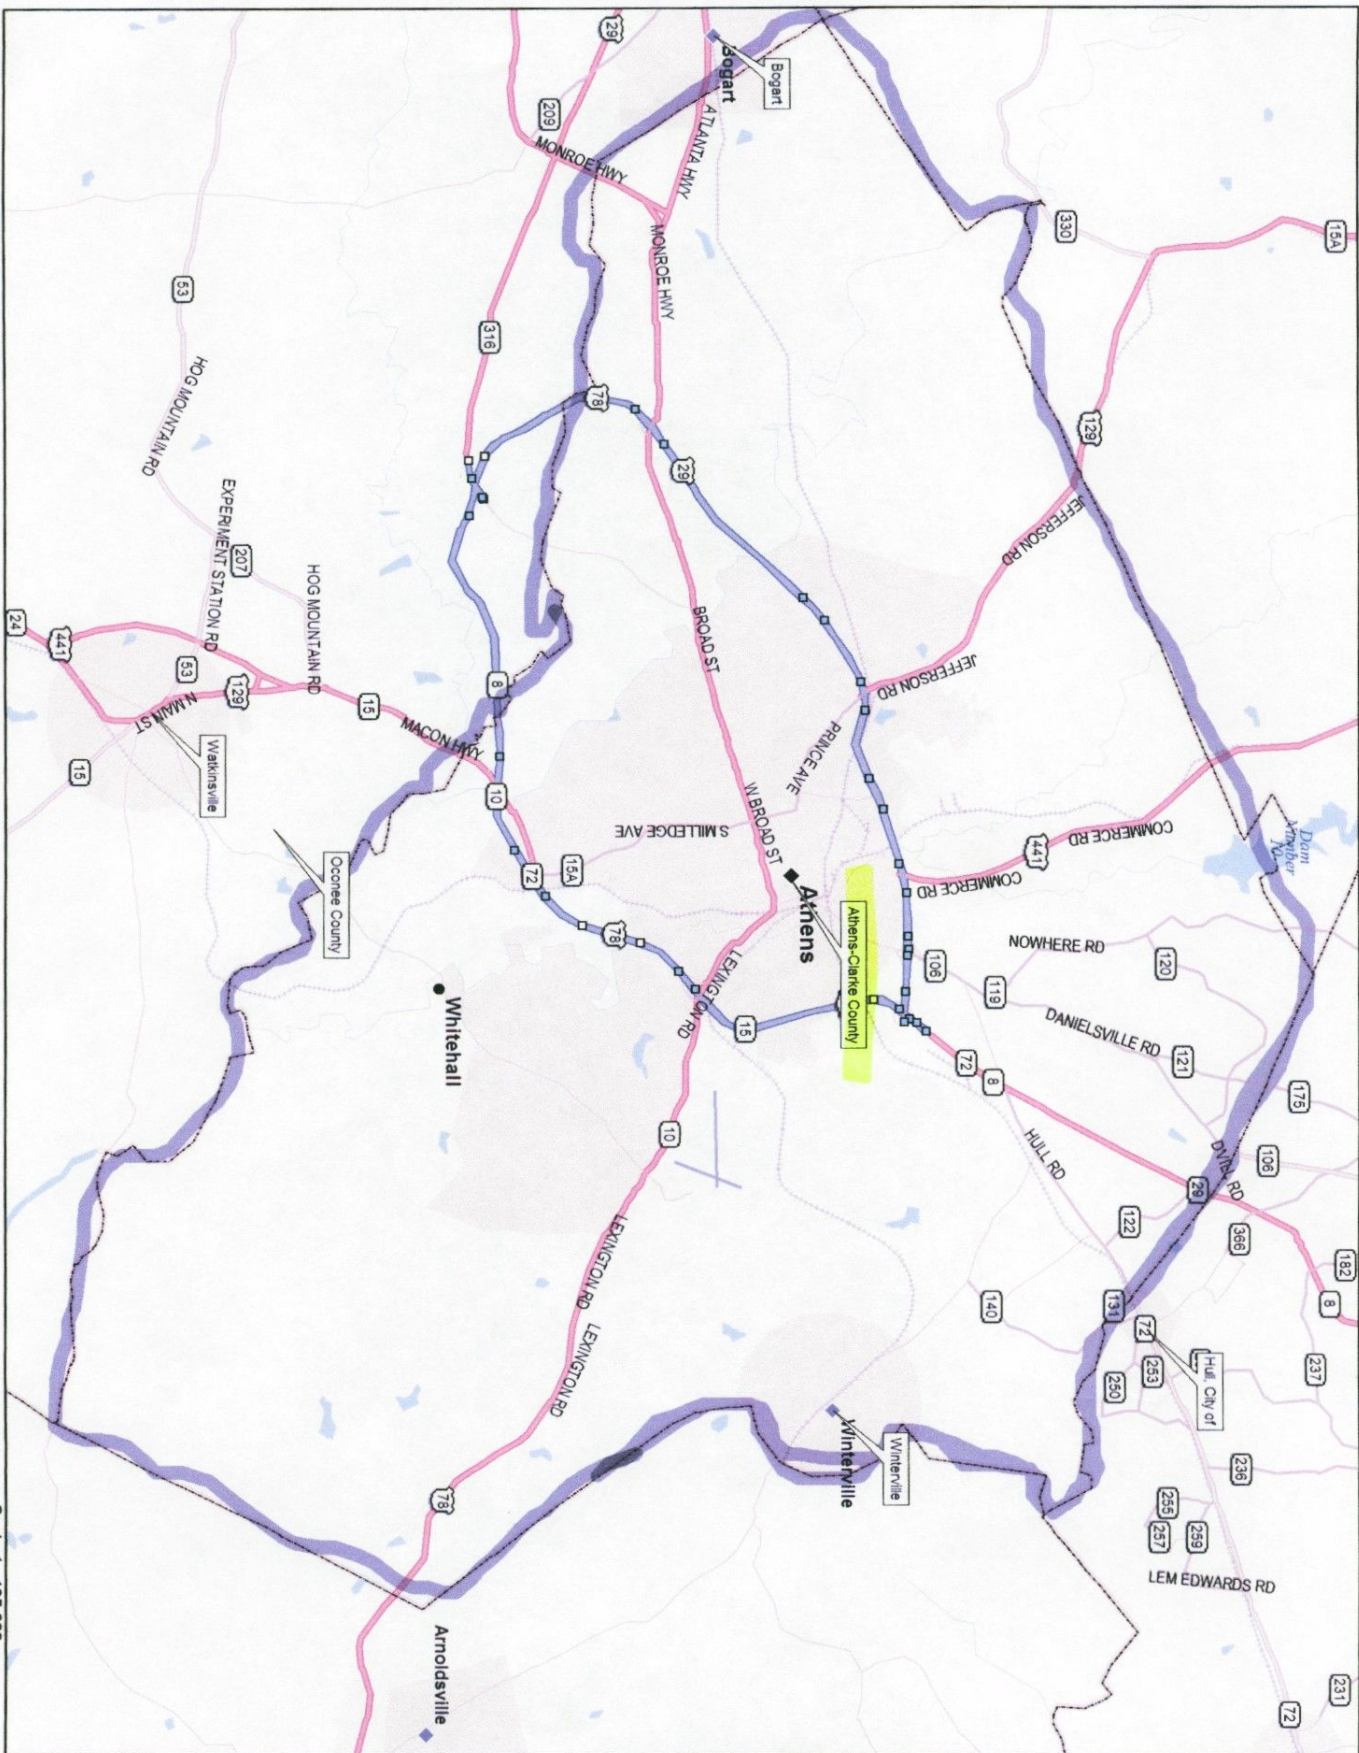 29
Bogart
Bogart
ATLANTA HWY
209
MONROE HWY
MONROE HWY
330
15A
129
JEFFERSON RD
JEFFERSON RD
53
HOG MOUNTAIN RD
316
78
29
EXPERIMENT STATION RD
207
HOG MOUNTAIN RD
24
441
53
129
N MAIN ST
15
15
Watkinsville
MACON HWY
8
10
72
15A
Oconee County
BROAD ST
W BROAD ST
PRINCE AVE
S MILLEDGE AVE
Athens
Athens-Clarke County
COMMERCE RD
441
COMMERCE RD
Dam
Number
NOWHERE RD
120
119
106
DANIELSVILLE RD
121
175
78
Whitehall
LEXINGTON RD
15
10
72
8
HULL RD
106
29
122
366
182
8
131
140
72
253
250
237
Hull, City of
236
255
257
259
LEM EDWARDS RD
231
72
LEXINGTON RD
LEXINGTON RD
Winterville
Winterville
78
Arnoldsville